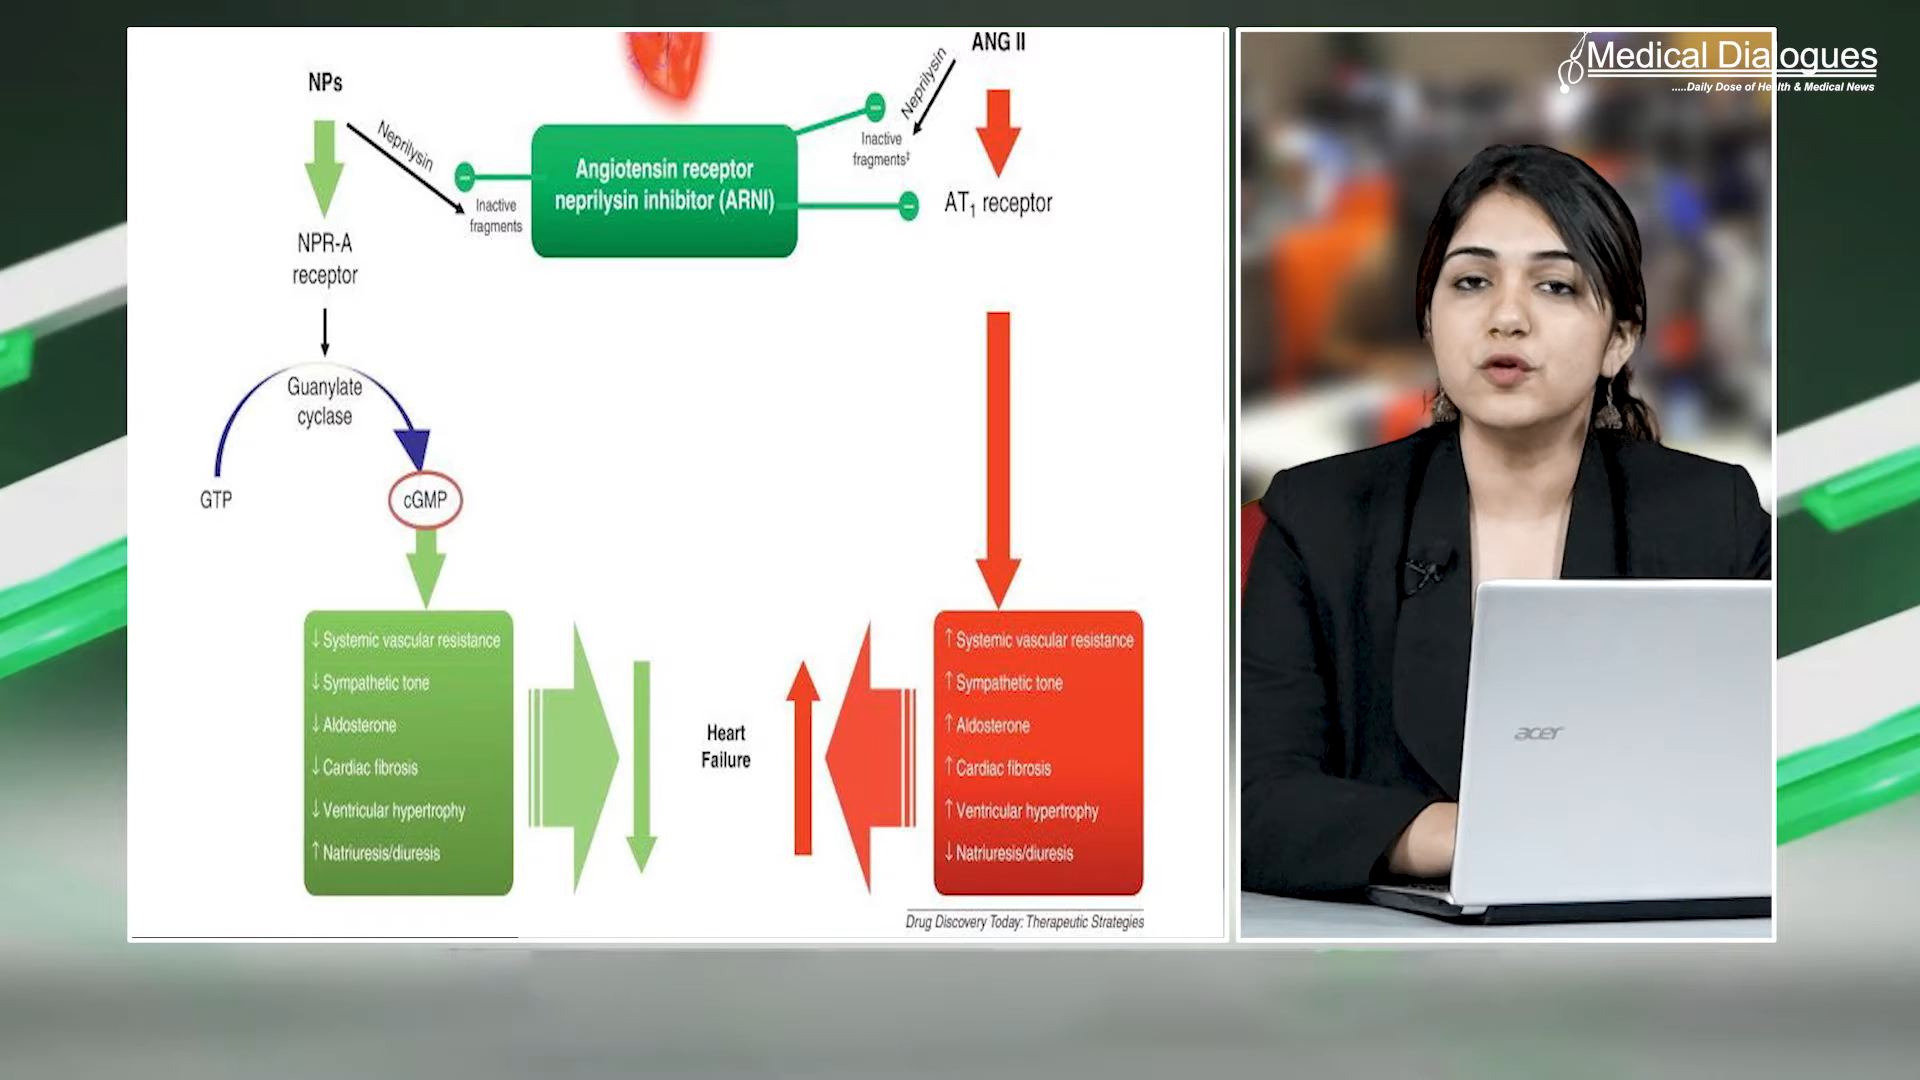 Medical Dialogues
.....Daily Dose of Health & Medical News
NPs
Neprilysin
Inactive
fragments
Angiotensin receptor
neprilysin inhibitor (ARNI)
ANG II
Neprilysin
Inactive
fragments‡
AT1 receptor
NPR-A
receptor
Guanylate
cyclase
GTP
cGMP
↓ Systemic vascular resistance
↓ Sympathetic tone
↓ Aldosterone
↓ Cardiac fibrosis
↓ Ventricular hypertrophy
↑ Natriuresis/diuresis
Heart
Failure
↑ Systemic vascular resistance
↑ Sympathetic tone
↑ Aldosterone
↑ Cardiac fibrosis
↑ Ventricular hypertrophy
↓ Natriuresis/diuresis
Drug Discovery Today: Therapeutic Strategies
acer